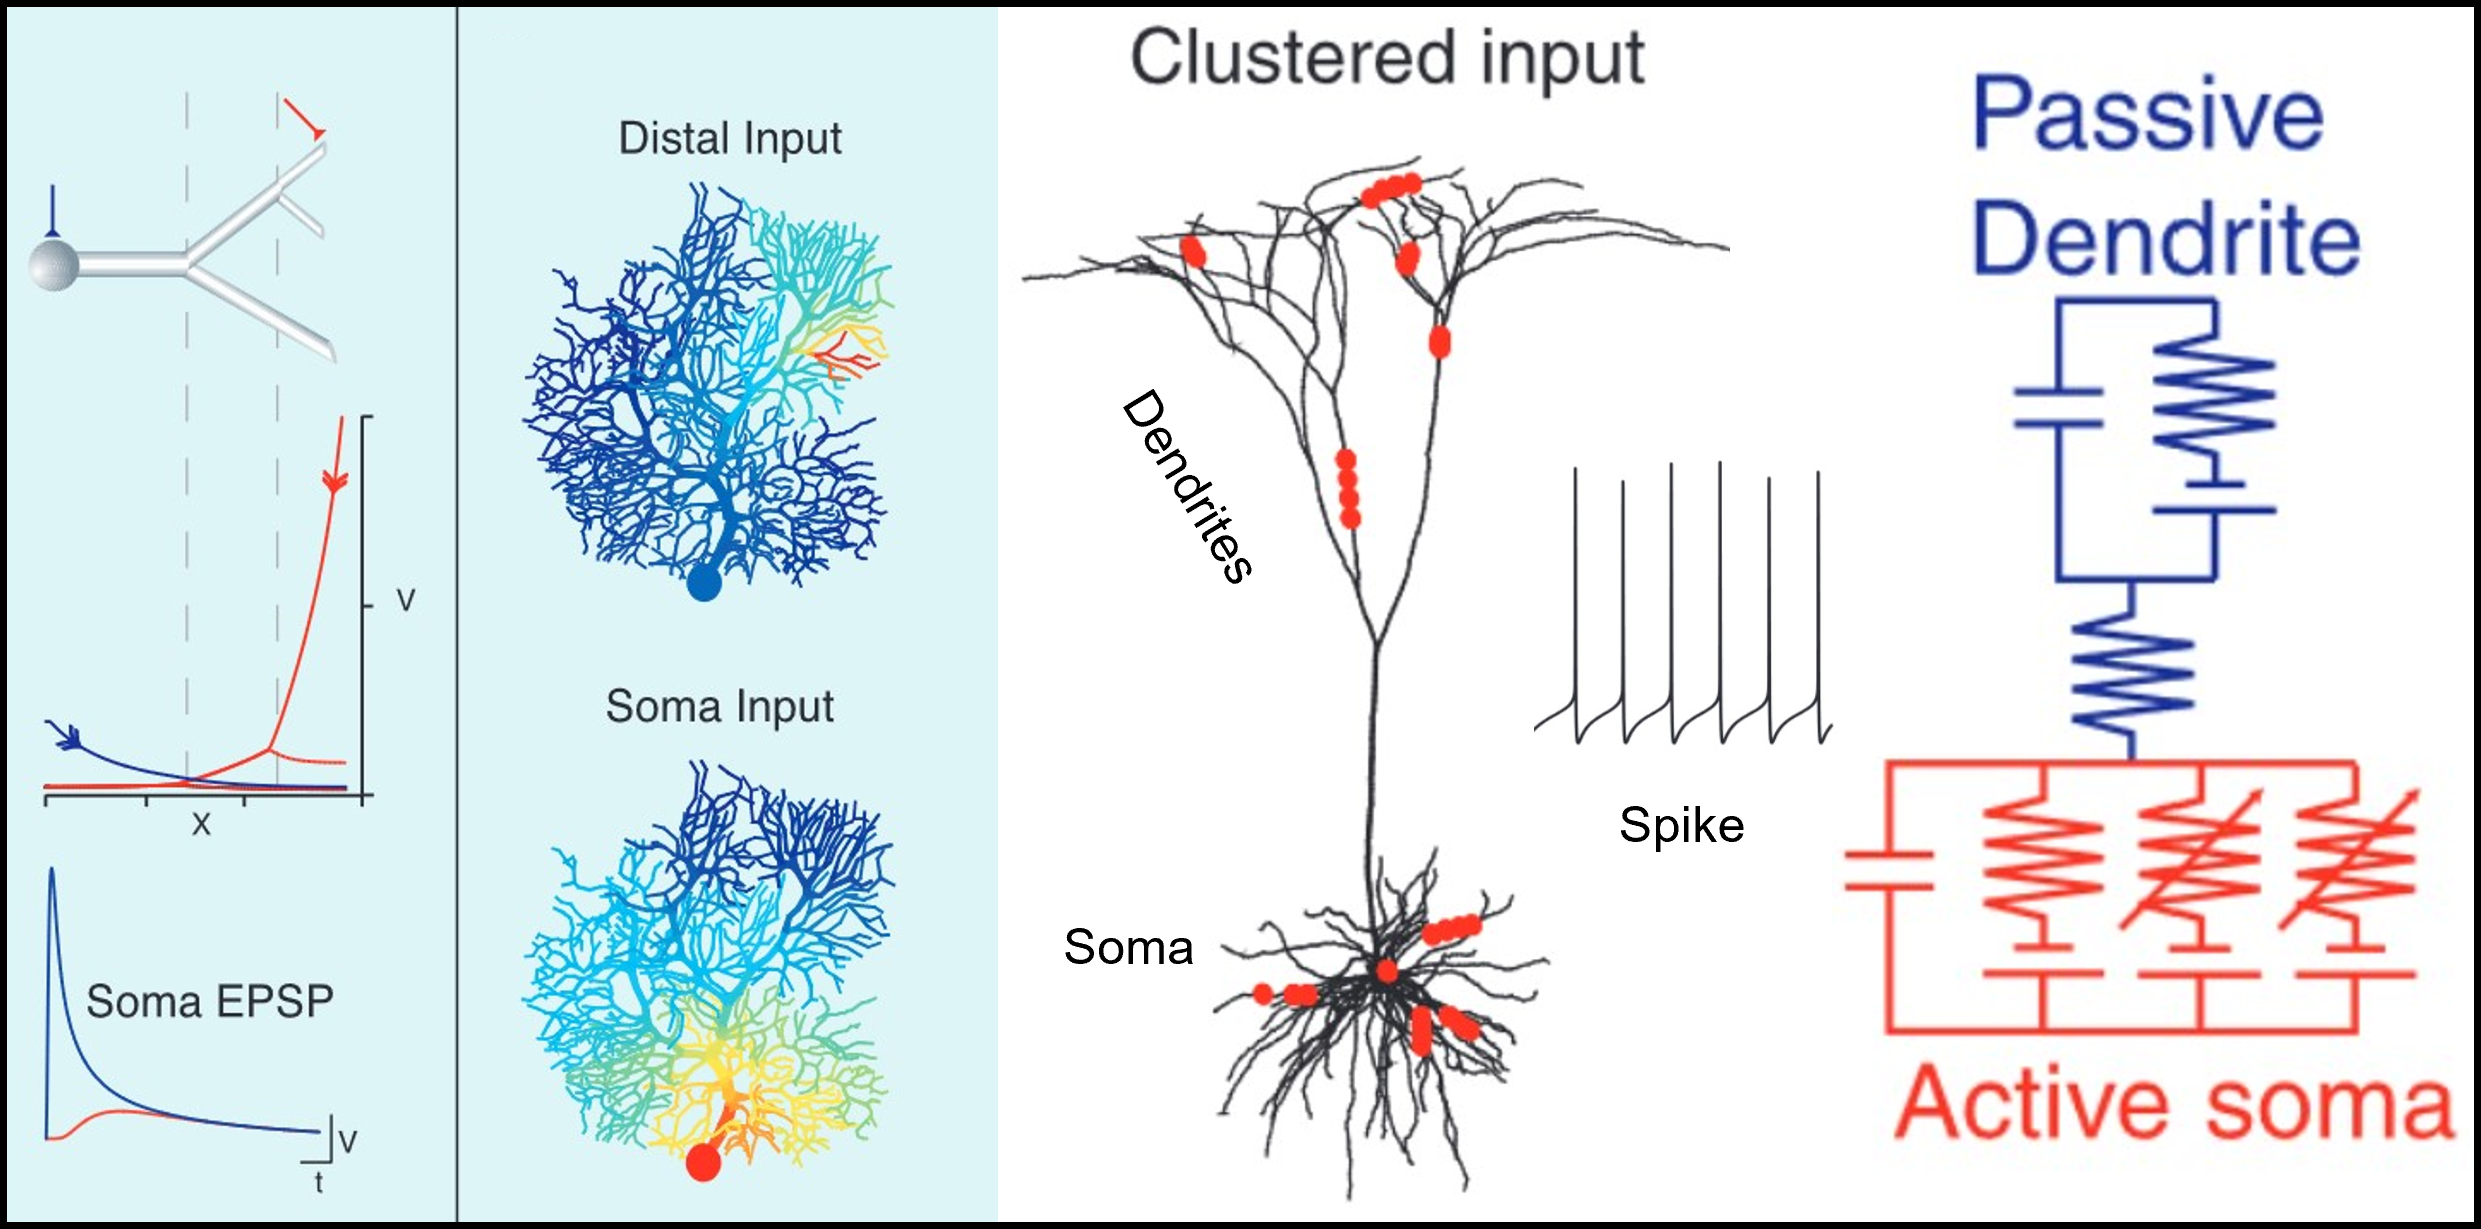 V
X
Soma EPSP
V
t
Distal Input
Soma Input
Clustered input
Dendrites
Spike
Soma
Passive
Dendrite
Active soma